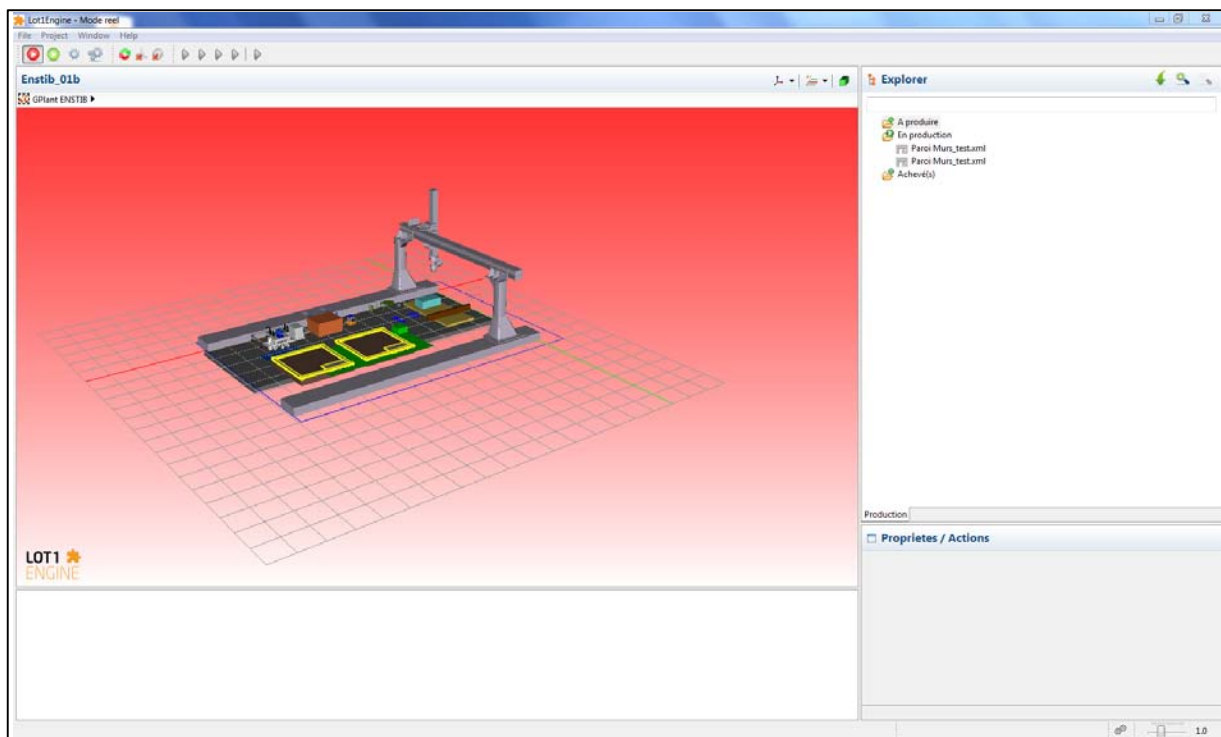 Lot1Engine - Mode reel
File Project Window Help
Enstib_01b
GPlant ENSTIB
Explorer
A produire
En production
Paroi Murs_test.xml
Paroi Murs_test.xml
Achevé(s)
Production
Proprietes / Actions
LOT1
ENGINE
1.0